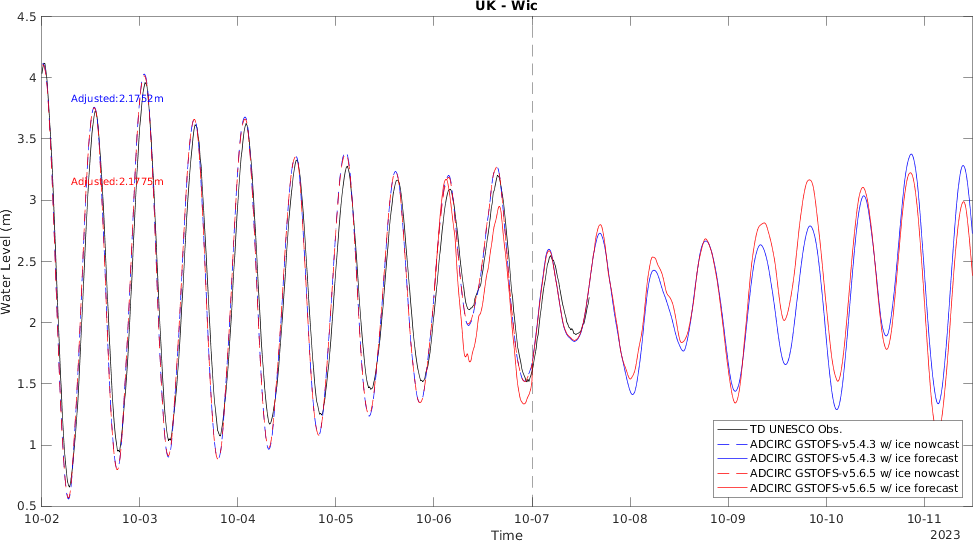 UK - Wic
4.5
4
3.5
3
2.5
2
1.5
1
0.5
Water Level (m)
Adjusted:2.1752m
Adjusted:2.1775m
TD UNESCO Obs.
ADCIRC GSTOFS-v5.4.3 w/ ice nowcast
ADCIRC GSTOFS-v5.4.3 w/ ice forecast
ADCIRC GSTOFS-v5.6.5 w/ ice nowcast
ADCIRC GSTOFS-v5.6.5 w/ ice forecast
10-02 10-03 10-04 10-05 10-06 10-07 10-08 10-09 10-10 10-11
Time
2023